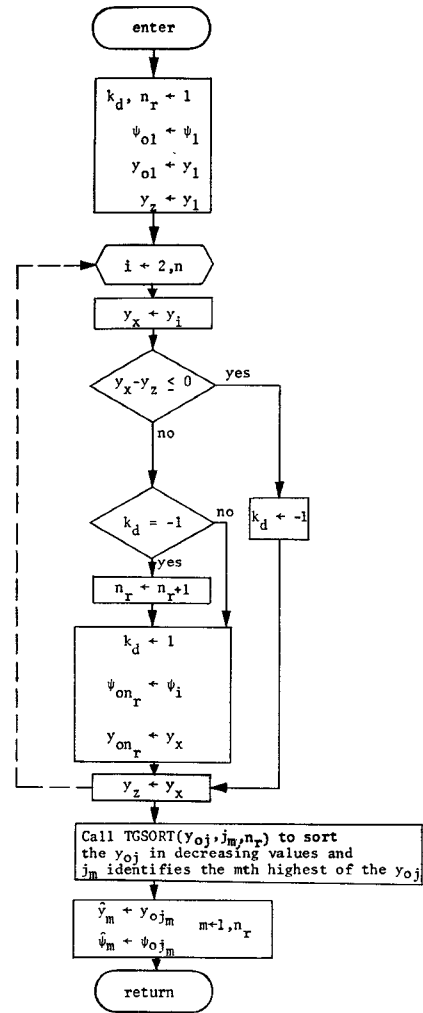 enter
k_d, n_r ← 1
ψ_o1 ← ψ_1
y_o1 ← y_1
y_z ← y_1
i ← 2,n
y_x ← y_i
y_x-y_z ≤ 0
yes
no
k_d = -1
no
k_d ← -1
yes
n_r ← n_r+1
k_d ← 1
ψ_on_r ← ψ_i
y_on_r ← y_x
y_z ← y_x
Call TGSORT(y_oj,j_m,n_r) to sort
the y_oj in decreasing values and
j_m identifies the mth highest of the y_oj
ŷ_m ← y_oj_m
m←1,n_r
ψ̂_m ← ψ_oj_m
return